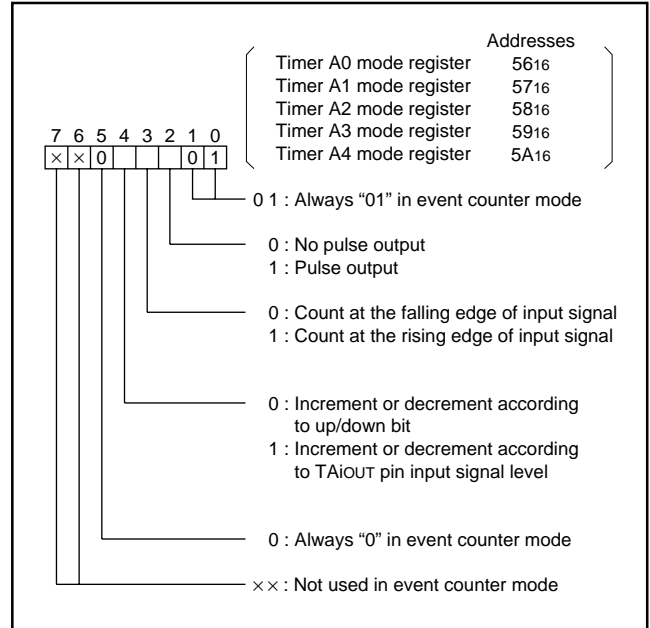 Addresses
Timer A0 mode register 5616
Timer A1 mode register 5716
Timer A2 mode register 5816
Timer A3 mode register 5916
Timer A4 mode register 5A16
7 6 5 4 3 2 1 0
× × 0 0 1
0 1 : Always “01” in event counter mode
0 : No pulse output
1 : Pulse output
0 : Count at the falling edge of input signal
1 : Count at the rising edge of input signal
0 : Increment or decrement according
to up/down bit
1 : Increment or decrement according
to TAiOUT pin input signal level
0 : Always “0” in event counter mode
×× : Not used in event counter mode